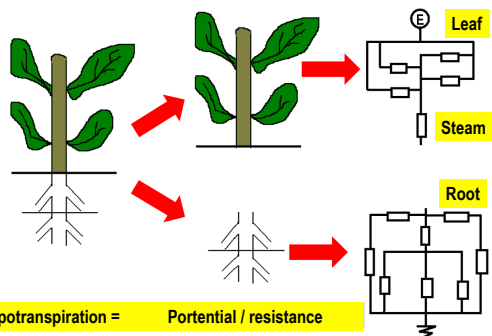 E
Leaf
Steam
Root
potranspiration = Portential / resistance